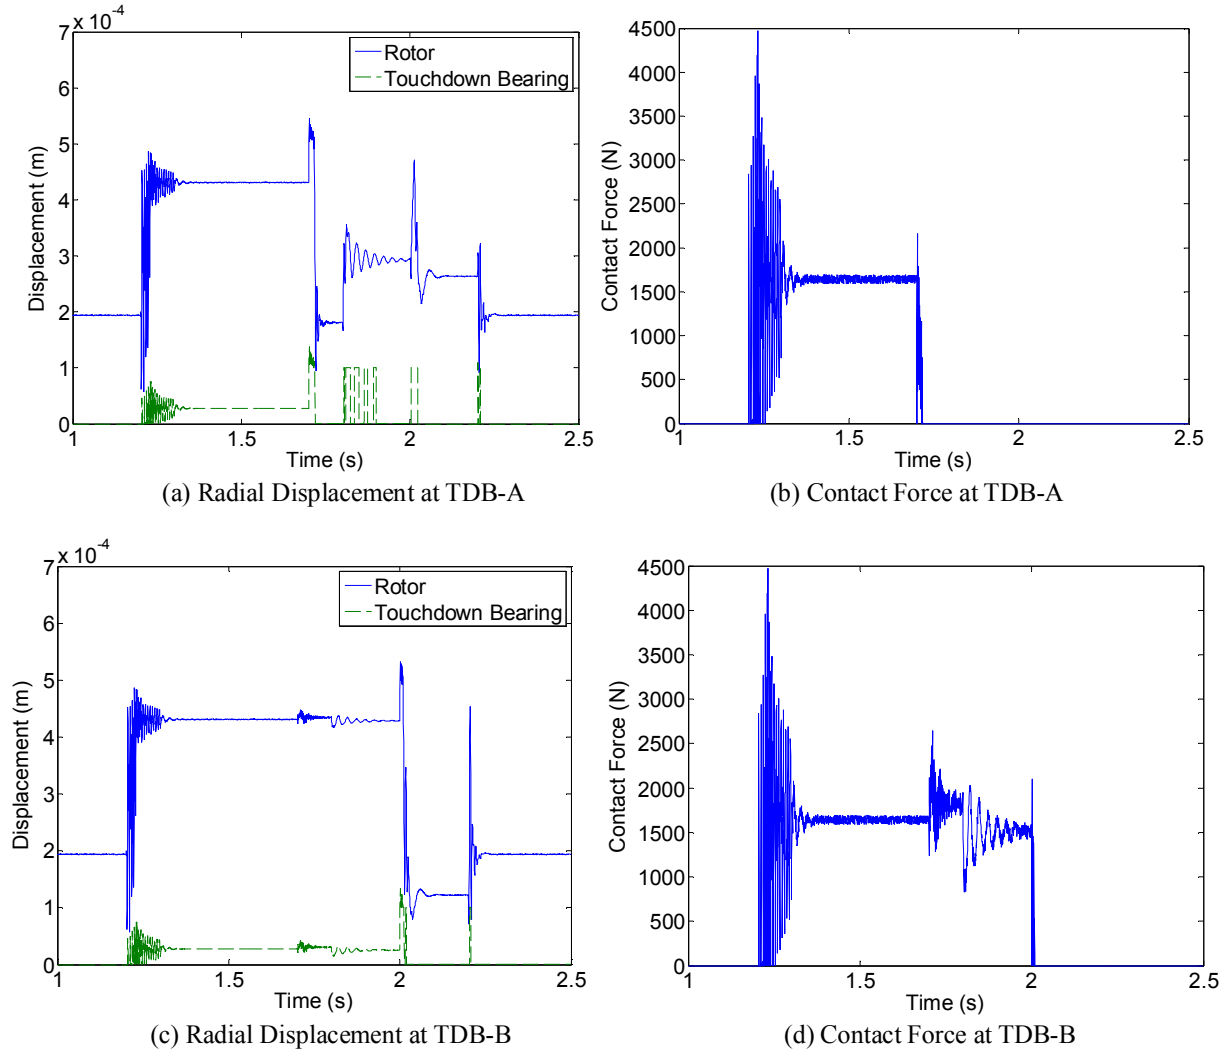 7 x 10-4
Rotor
Touchdown Bearing
6
5
4
3
2
1
0
Displacement (m)
1 1.5 2 2.5
Time (s)
(a) Radial Displacement at TDB-A
4500
4000
3500
3000
2500
2000
1500
1000
500
0
Contact Force (N)
1 1.5 2 2.5
Time (s)
(b) Contact Force at TDB-A
7 x 10-4
Rotor
Touchdown Bearing
6
5
4
3
2
1
0
Displacement (m)
1 1.5 2 2.5
Time (s)
(c) Radial Displacement at TDB-B
4500
4000
3500
3000
2500
2000
1500
1000
500
0
Contact Force (N)
1 1.5 2 2.5
Time (s)
(d) Contact Force at TDB-B